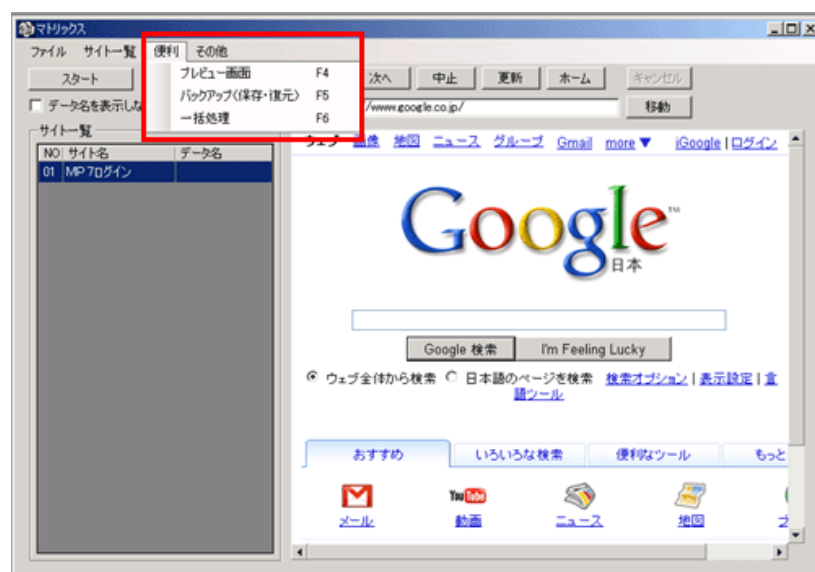 マトリックス
ファイル サイト一覧 便利 その他
プレビュー画面 F4
バックアップ(保存・復元) F5
一括処理 F6
スタート 次へ 中止 更新 ホーム キャンセル
データ名を表示しな /www.google.co.jp/ 移動
サイト一覧
NO サイト名 データ名
01 MP7ログイン
ウェブ 画像 地図 ニュース グループ Gmail more ▼ iGoogle | ログイン
Google™
日本
Google 検索 I'm Feeling Lucky
ウェブ全体から検索 日本語のページを検索 検索オプション | 表示設定 | 言
語ツール
おすすめ いろいろな検索 便利なツール もっと
YouTube
メール 動画 ニュース 地図